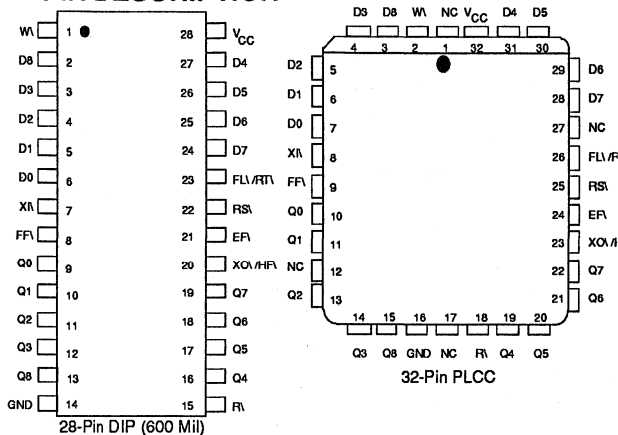 W\ 1 28 VCC
D8 2 27 D4
D3 3 26 D5
D2 4 25 D6
D1 5 24 D7
D0 6 23 FL\/RT\
XI\ 7 22 RS\
FF\ 8 21 EF\
Q0 9 20 XO\/HF\
Q1 10 19 Q7
Q2 11 18 Q6
Q3 12 17 Q5
Q8 13 16 Q4
GND 14 15 R\
28-Pin DIP (600 Mil)
D3 D8 W\ NC VCC D4 D5
4 3 2 1 32 31 30
D2 5 29 D6
D1 6 28 D7
D0 7 27 NC
XI\ 8 26 FL\/R
FF\ 9 25 RS\
Q0 10 24 EF\
Q1 11 23 XO\/H
NC 12 22 Q7
Q2 13 21 Q6
14 15 16 17 18 19 20
Q3 Q8 GND NC R\ Q4 Q5
32-Pin PLCC